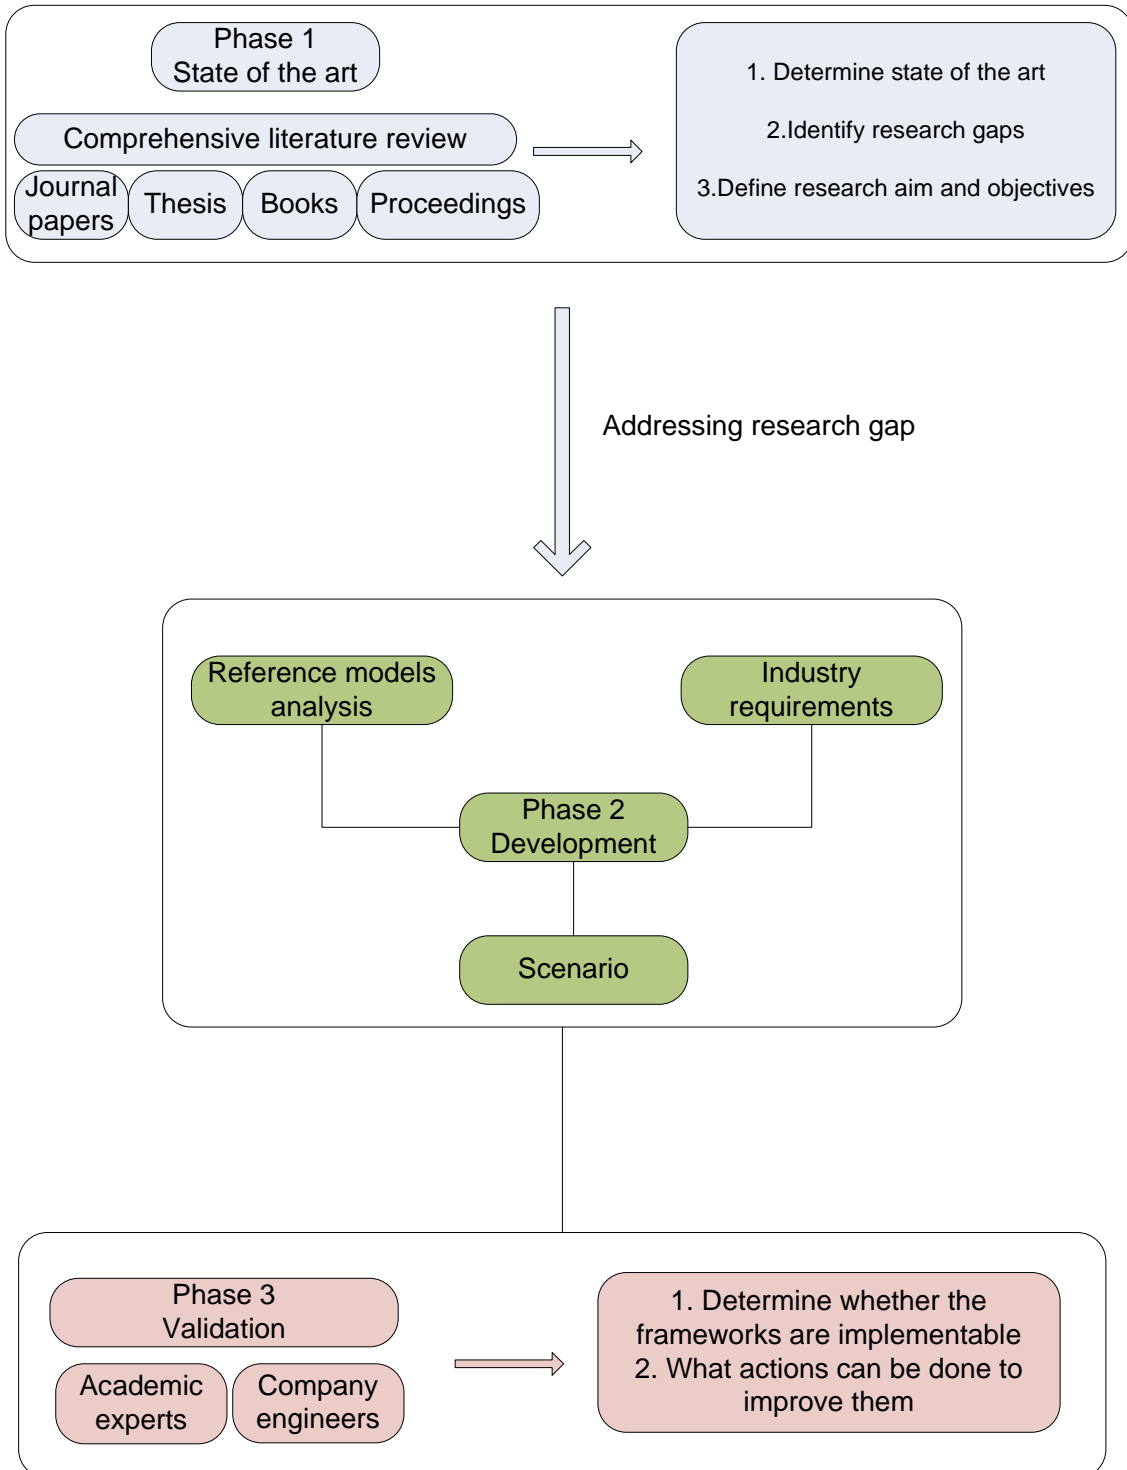 Phase 1
State of the art
Comprehensive literature review
Journal
papers
Thesis
Books
Proceedings
1. Determine state of the art
2.Identify research gaps
3.Define research aim and objectives
Addressing research gap
Reference models
analysis
Industry
requirements
Phase 2
Development
Scenario
Phase 3
Validation
Academic
experts
Company
engineers
1. Determine whether the
frameworks are implementable
2. What actions can be done to
improve them